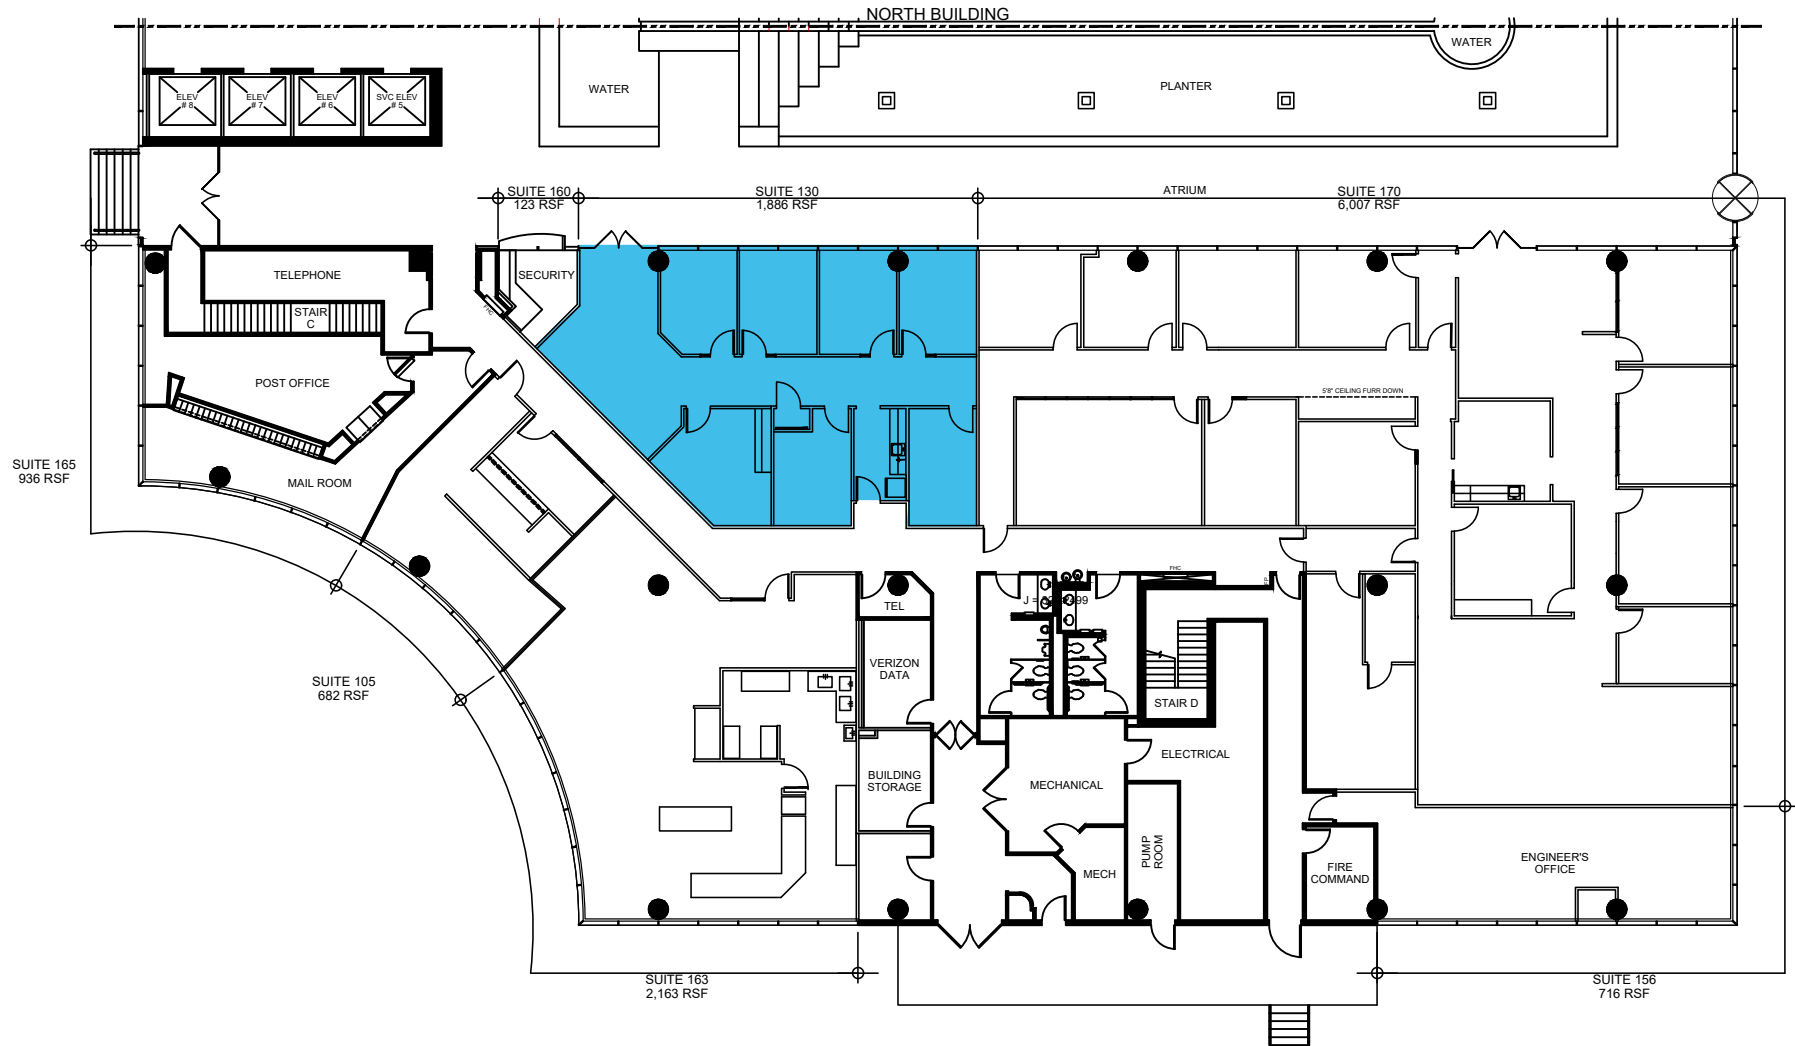 NORTH BUILDING
WATER
WATER
PLANTER
ELEV
# 8
ELEV
# 7
ELEV
# 6
SVC ELEV
# 5
SUITE 160
123 RSF
SUITE 130
1,886 RSF
ATRIUM
SUITE 170
6,007 RSF
TELEPHONE
SECURITY
FHC
STAIR
C
POST OFFICE
5'8" CEILING FURR DOWN
SUITE 165
936 RSF
MAIL ROOM
FHC
TEL
VERIZON
DATA
SUITE 105
682 RSF
STAIR D
ELECTRICAL
BUILDING
STORAGE
MECHANICAL
PUMP
ROOM
MECH
FIRE
COMMAND
ENGINEER'S
OFFICE
SUITE 163
2,163 RSF
SUITE 156
716 RSF